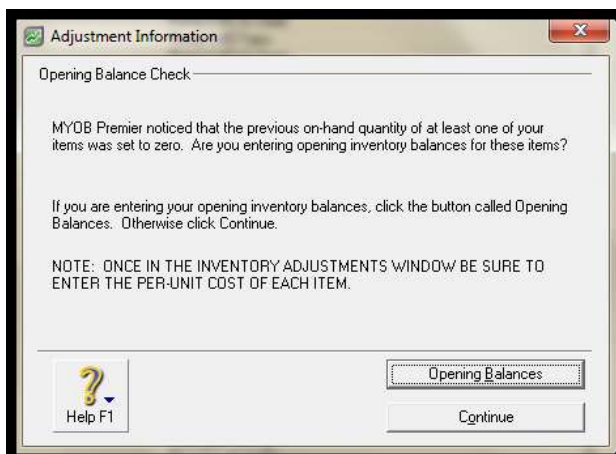 Adjustment Information
Opening Balance Check
MYOB Premier noticed that the previous on-hand quantity of at least one of your
items was set to zero. Are you entering opening inventory balances for these items?
If you are entering your opening inventory balances, click the button called Opening
Balances. Otherwise click Continue.
NOTE: ONCE IN THE INVENTORY ADJUSTMENTS WINDOW BE SURE TO
ENTER THE PER-UNIT COST OF EACH ITEM.
Opening Balances
Help F1
Continue